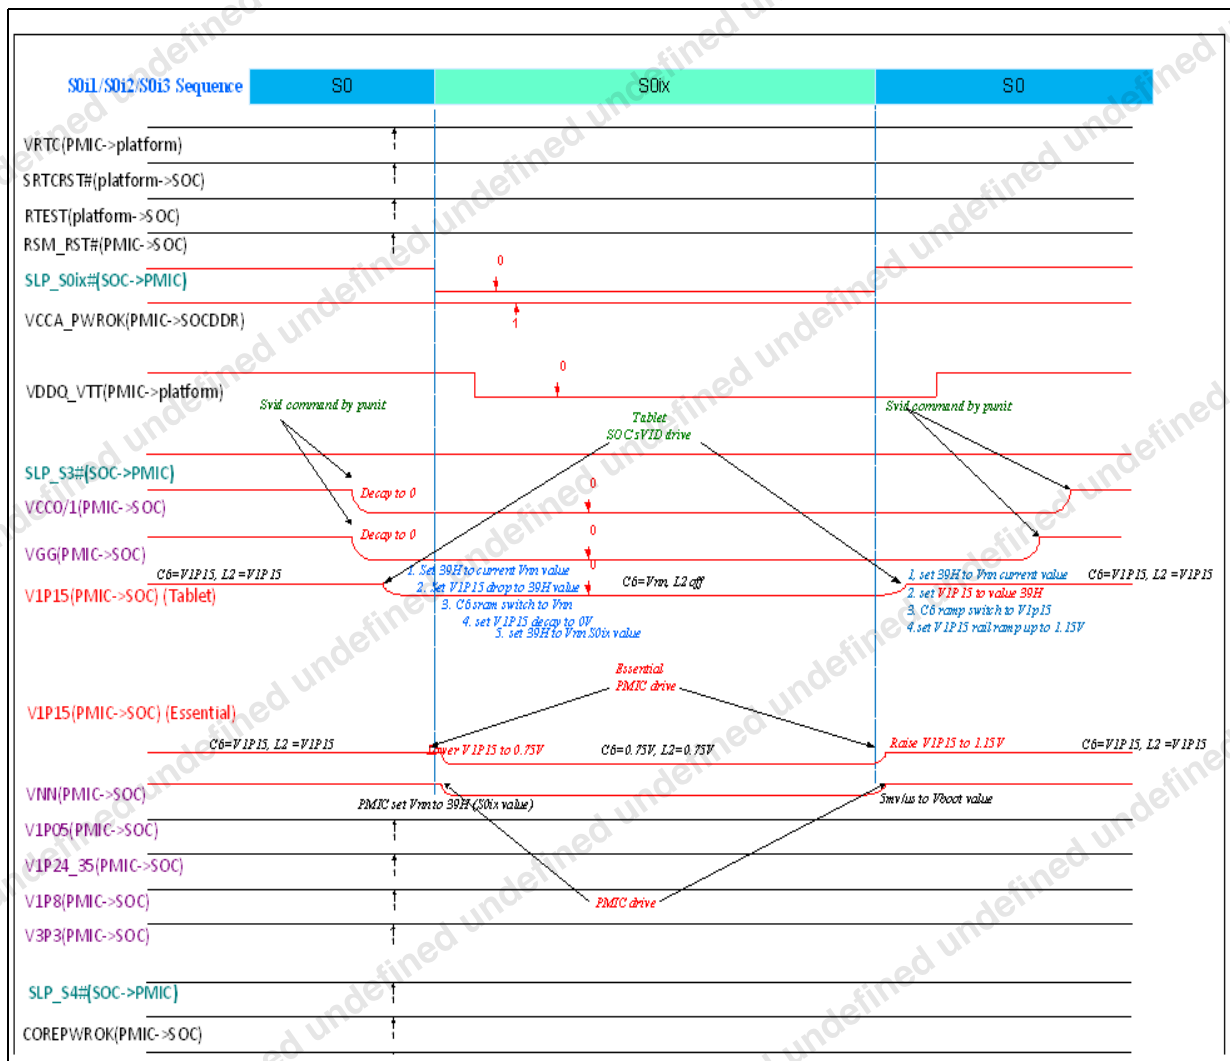 S0i1/S0i2/S0i3 Sequence S0 S0ix S0
VRTC(PMIC->platform)
SRTCRST#(platform->SOC)
RTEST(platform->SOC)
RSM_RST#(PMIC->SOC)
0
SLP_S0ix#(SOC->PMIC)
VCCA_PWROK(PMIC->SOCDDR)
1
0
VDDQ_VTT(PMIC->platform)
Svid command by punit
Svid command by punit
Tablet
SOC sVID drive
SLP_S3#(SOC->PMIC)
Decay to 0
0
VCC0/1(PMIC->SOC)
Decay to 0
0
VGG(PMIC->SOC)
0
C6=V1P15, L2 =V1P15
1. Set 39H to current Vnn value
C6=Vnn, L2 off
1. set 39H to Vnn current value
C6=V1P15, L2 =V1P15
V1P15(PMIC->SOC) (Tablet)
2. Set V1P15 drop to 39H value
2. set V1P15 to value 39H
3. C6 sram switch to Vnn
3. C6 ramp switch to V1p15
4. set V1P15 decay to 0V
4. set V1P15 rail ramp up to 1.15V
5. set 39H to Vnn S0ix value
Essential
PMIC drive
V1P15(PMIC->SOC) (Essential)
C6=V1P15, L2 =V1P15
Lower V1P15 to 0.75V
C6=0.75V, L2=0.75V
Raise V1P15 to 1.15V
C6=V1P15, L2 =V1P15
VNN(PMIC->SOC)
PMIC set Vnn to 39H (S0ix value)
5mv/us to Vboot value
V1P05(PMIC->SOC)
V1P24_35(PMIC->SOC)
V1P8(PMIC->SOC)
PMIC drive
V3P3(PMIC->SOC)
SLP_S4#(SOC->PMIC)
COREPWROK(PMIC->SOC)
undefined undefined undefined undefined undefined